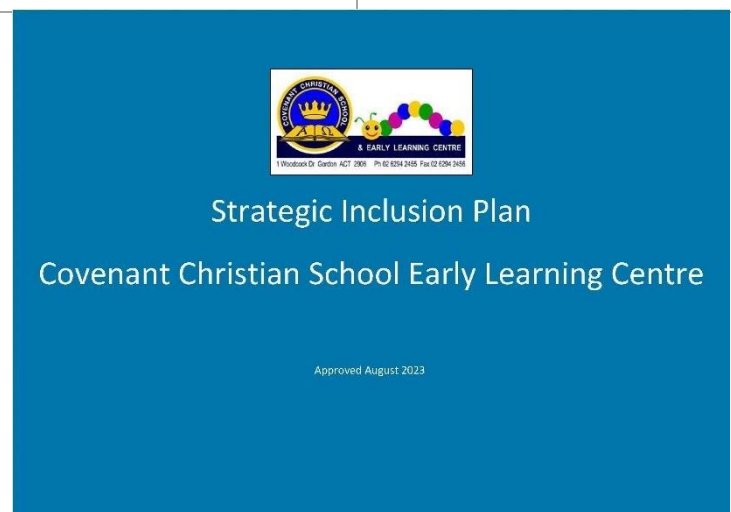 COVENANT CHRISTIAN SCHOOL
Α Ω
& EARLY LEARNING CENTRE
1 Woodcock Dr Gordon ACT 2906 Ph 02 6294 2455 Fax 02 6294 2456
Strategic Inclusion Plan
Covenant Christian School Early Learning Centre
Approved August 2023